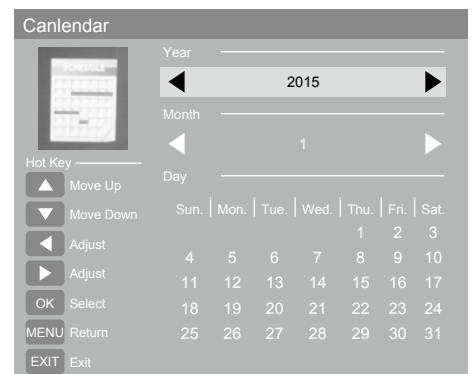 Canlendar
SCHEDULE
Year
2015
Month
1
Hot Key
Move Up
Move Down
Adjust
Adjust
OK Select
MENU Return
EXIT Exit
Day
Sun. Mon. Tue. Wed. Thu. Fri. Sat.
1 2 3
4 5 6 7 8 9 10
11 12 13 14 15 16 17
18 19 20 21 22 23 24
25 26 27 28 29 30 31